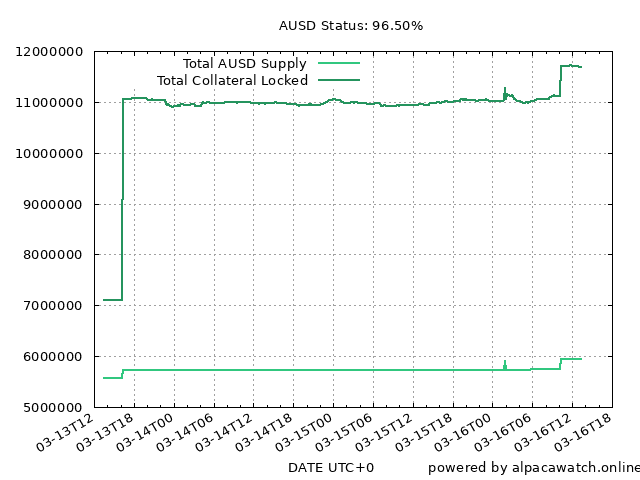 AUSD Status: 96.50%
12000000
11000000
10000000
9000000
8000000
7000000
6000000
5000000
Total AUSD Supply
Total Collateral Locked
03-13T12
03-13T18
03-14T00
03-14T06
03-14T12
03-14T18
03-15T00
03-15T06
03-15T12
03-15T18
03-16T00
03-16T06
03-16T12
03-16T18
DATE UTC+0
powered by alpacawatch.online